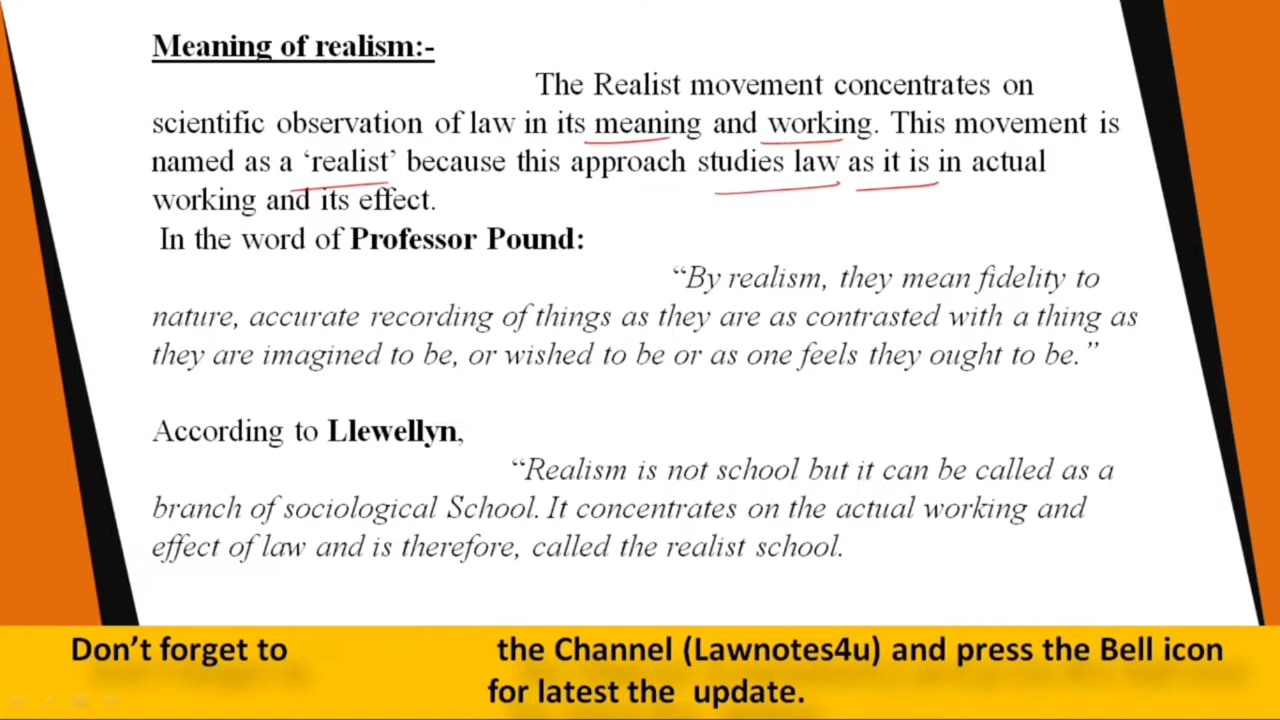 Meaning of realism:-
The Realist movement concentrates on
scientific observation of law in its meaning and working. This movement is
named as a ‘realist’ because this approach studies law as it is in actual
working and its effect.
In the word of Professor Pound:
“By realism, they mean fidelity to
nature, accurate recording of things as they are as contrasted with a thing as
they are imagined to be, or wished to be or as one feels they ought to be.”
According to Llewellyn,
“Realism is not school but it can be called as a
branch of sociological School. It concentrates on the actual working and
effect of law and is therefore, called the realist school.
Don’t forget to the Channel (Lawnotes4u) and press the Bell icon
for latest the update.